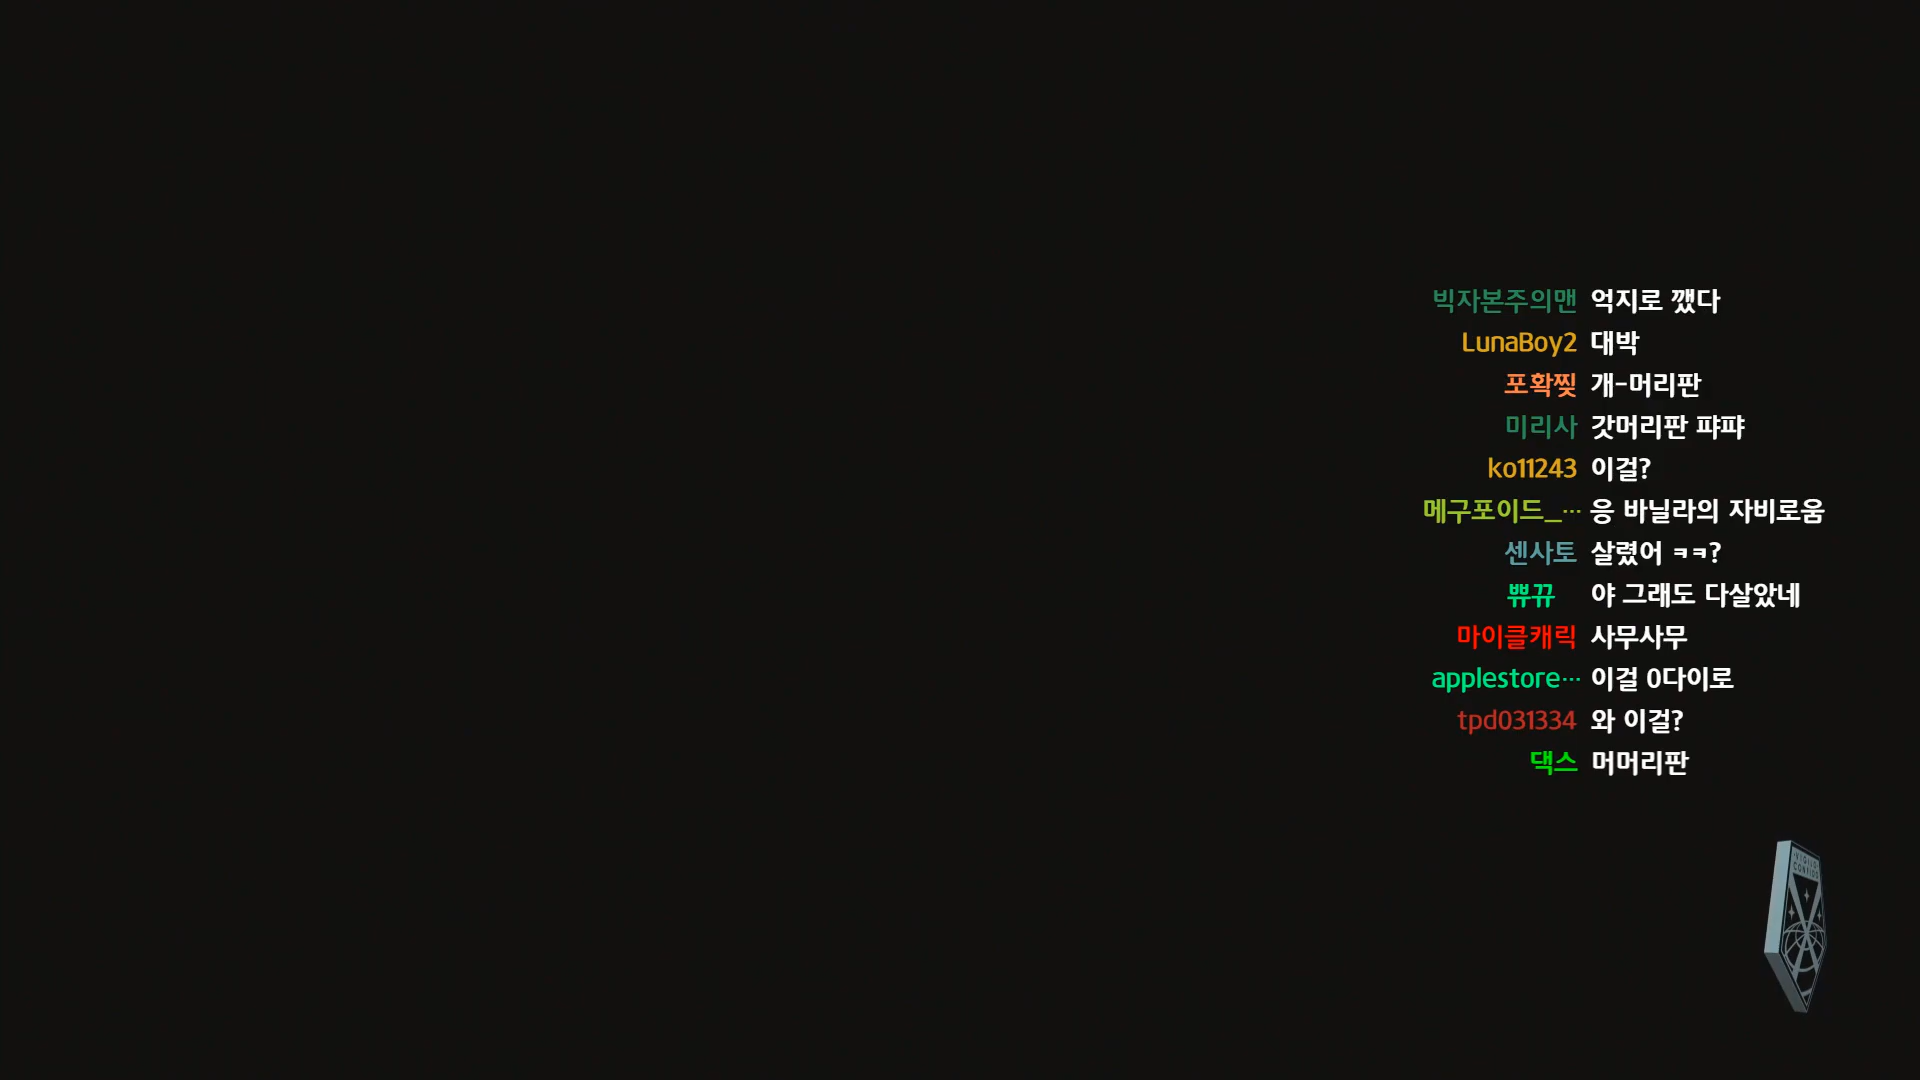 빅자본주의맨 억지로 깼다
LunaBoy2 대박
포확찢 개-머리판
미리사 갓머리판 퍄퍄
ko11243 이걸?
메구포이드_… 응 바닐라의 자비로움
센사토 살렸어 ㅋㅋ?
쀼뀨 야 그래도 다살았네
마이클캐릭 사무사무
applestore… 이걸 0다이로
tpd031334 와 이걸?
댁스 머머리판
VIGILO
CONFIDO